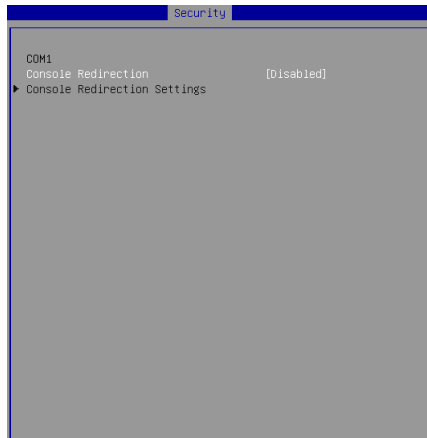 Security
COM1
Console Redirection [Disabled]
Console Redirection Settings